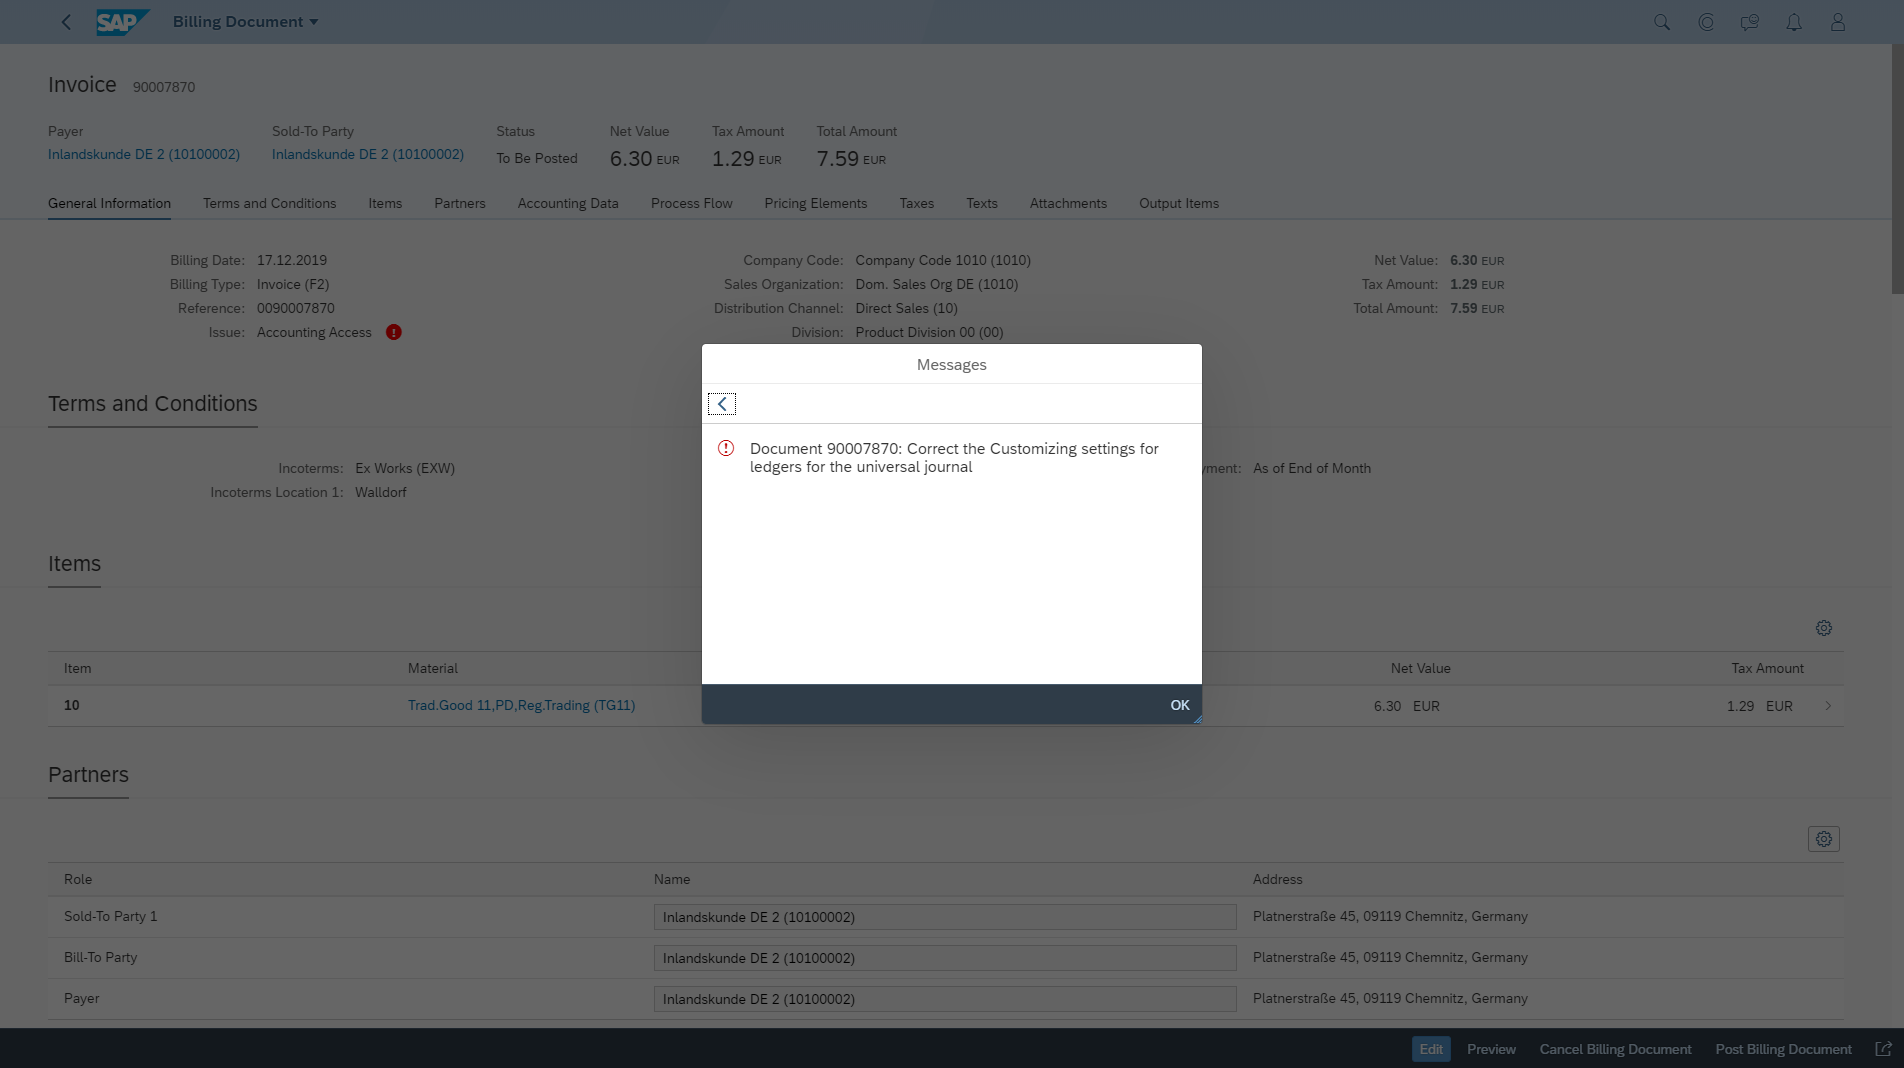 SAP Billing Document
Invoice 90007870
Payer Sold-To Party Status Net Value Tax Amount Total Amount
Inlandskunde DE 2 (10100002) Inlandskunde DE 2 (10100002) To Be Posted 6.30 EUR 1.29 EUR 7.59 EUR
General Information Terms and Conditions Items Partners Accounting Data Process Flow Pricing Elements Taxes Texts Attachments Output Items
Billing Date: 17.12.2019 Company Code: Company Code 1010 (1010) Net Value: 6.30 EUR
Billing Type: Invoice (F2) Sales Organization: Dom. Sales Org DE (1010) Tax Amount: 1.29 EUR
Reference: 0090007870 Distribution Channel: Direct Sales (10) Total Amount: 7.59 EUR
Issue: Accounting Access Division: Product Division 00 (00)
Messages
Document 90007870: Correct the Customizing settings for
ledgers for the universal journal
OK
Terms and Conditions
Incoterms: Ex Works (EXW) yment: As of End of Month
Incoterms Location 1: Walldorf
Items
Item Material Net Value Tax Amount
10 Trad.Good 11,PD,Reg.Trading (TG11) 6.30 EUR 1.29 EUR
Partners
Role Name Address
Sold-To Party 1 Inlandskunde DE 2 (10100002) Platnerstraße 45, 09119 Chemnitz, Germany
Bill-To Party Inlandskunde DE 2 (10100002) Platnerstraße 45, 09119 Chemnitz, Germany
Payer Inlandskunde DE 2 (10100002) Platnerstraße 45, 09119 Chemnitz, Germany
Edit Preview Cancel Billing Document Post Billing Document